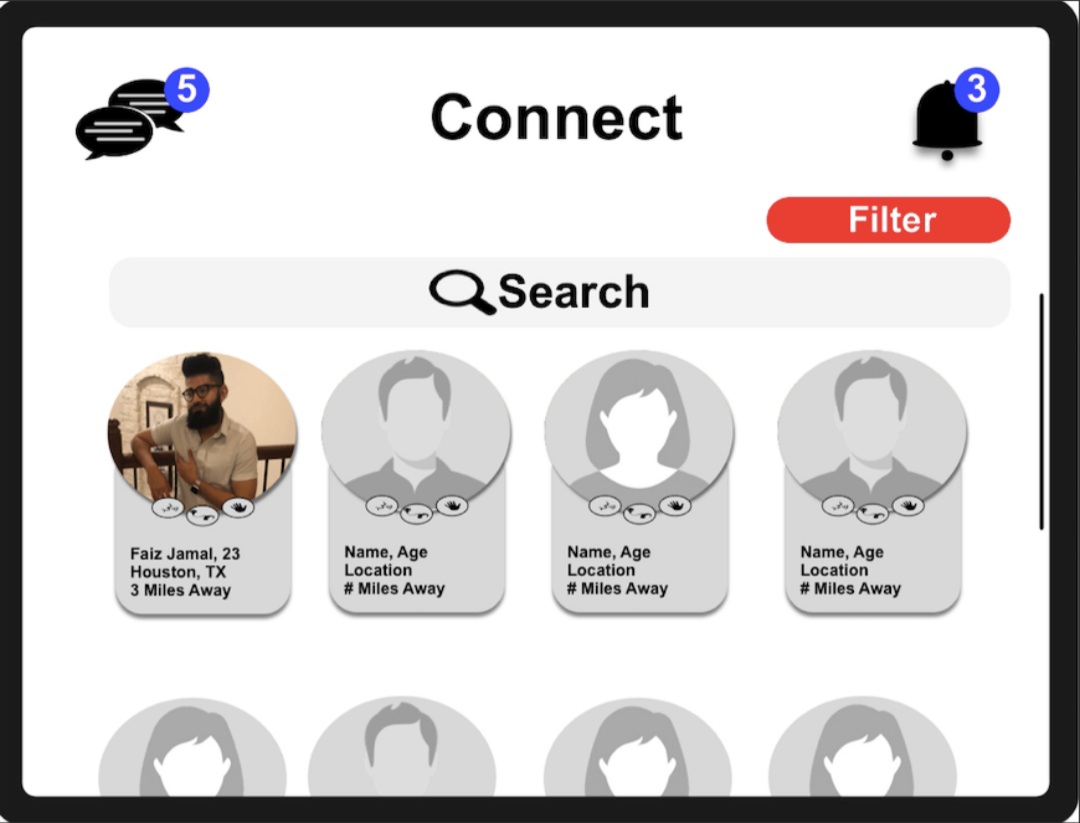 5
Connect
3
Filter
Search
Faiz Jamal, 23
Houston, TX
3 Miles Away
Name, Age
Location
# Miles Away
Name, Age
Location
# Miles Away
Name, Age
Location
# Miles Away